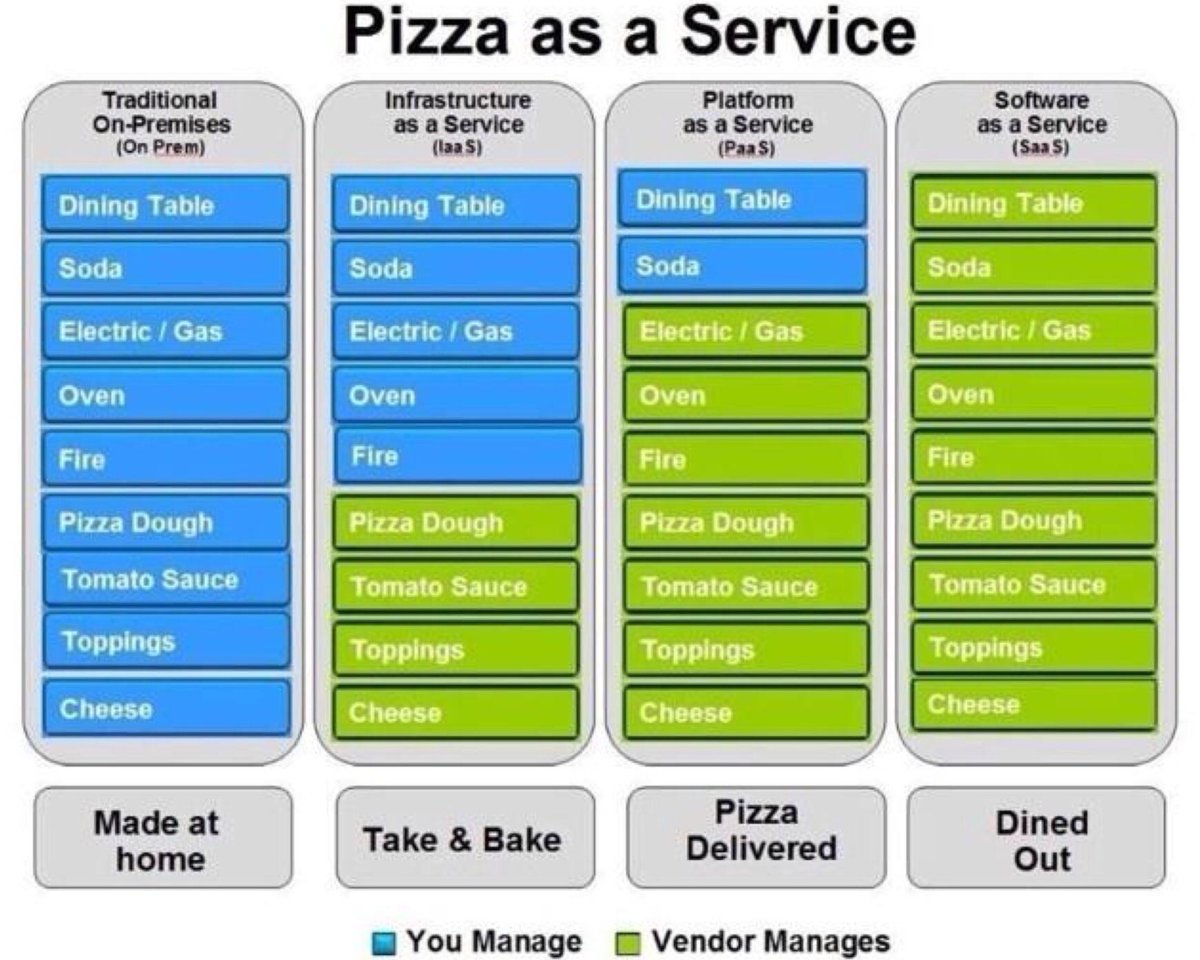 Pizza as a Service
Traditional
On-Premises
(On Prem)
Dining Table
Soda
Electric / Gas
Oven
Fire
Pizza Dough
Tomato Sauce
Toppings
Cheese
Made at
home
Infrastructure
as a Service
(IaaS)
Dining Table
Soda
Electric / Gas
Oven
Fire
Pizza Dough
Tomato Sauce
Toppings
Cheese
Take & Bake
Platform
as a Service
(PaaS)
Dining Table
Soda
Electric / Gas
Oven
Fire
Pizza Dough
Tomato Sauce
Toppings
Cheese
Pizza
Delivered
Software
as a Service
(SaaS)
Dining Table
Soda
Electric / Gas
Oven
Fire
Pizza Dough
Tomato Sauce
Toppings
Cheese
Dined
Out
You Manage
Vendor Manages